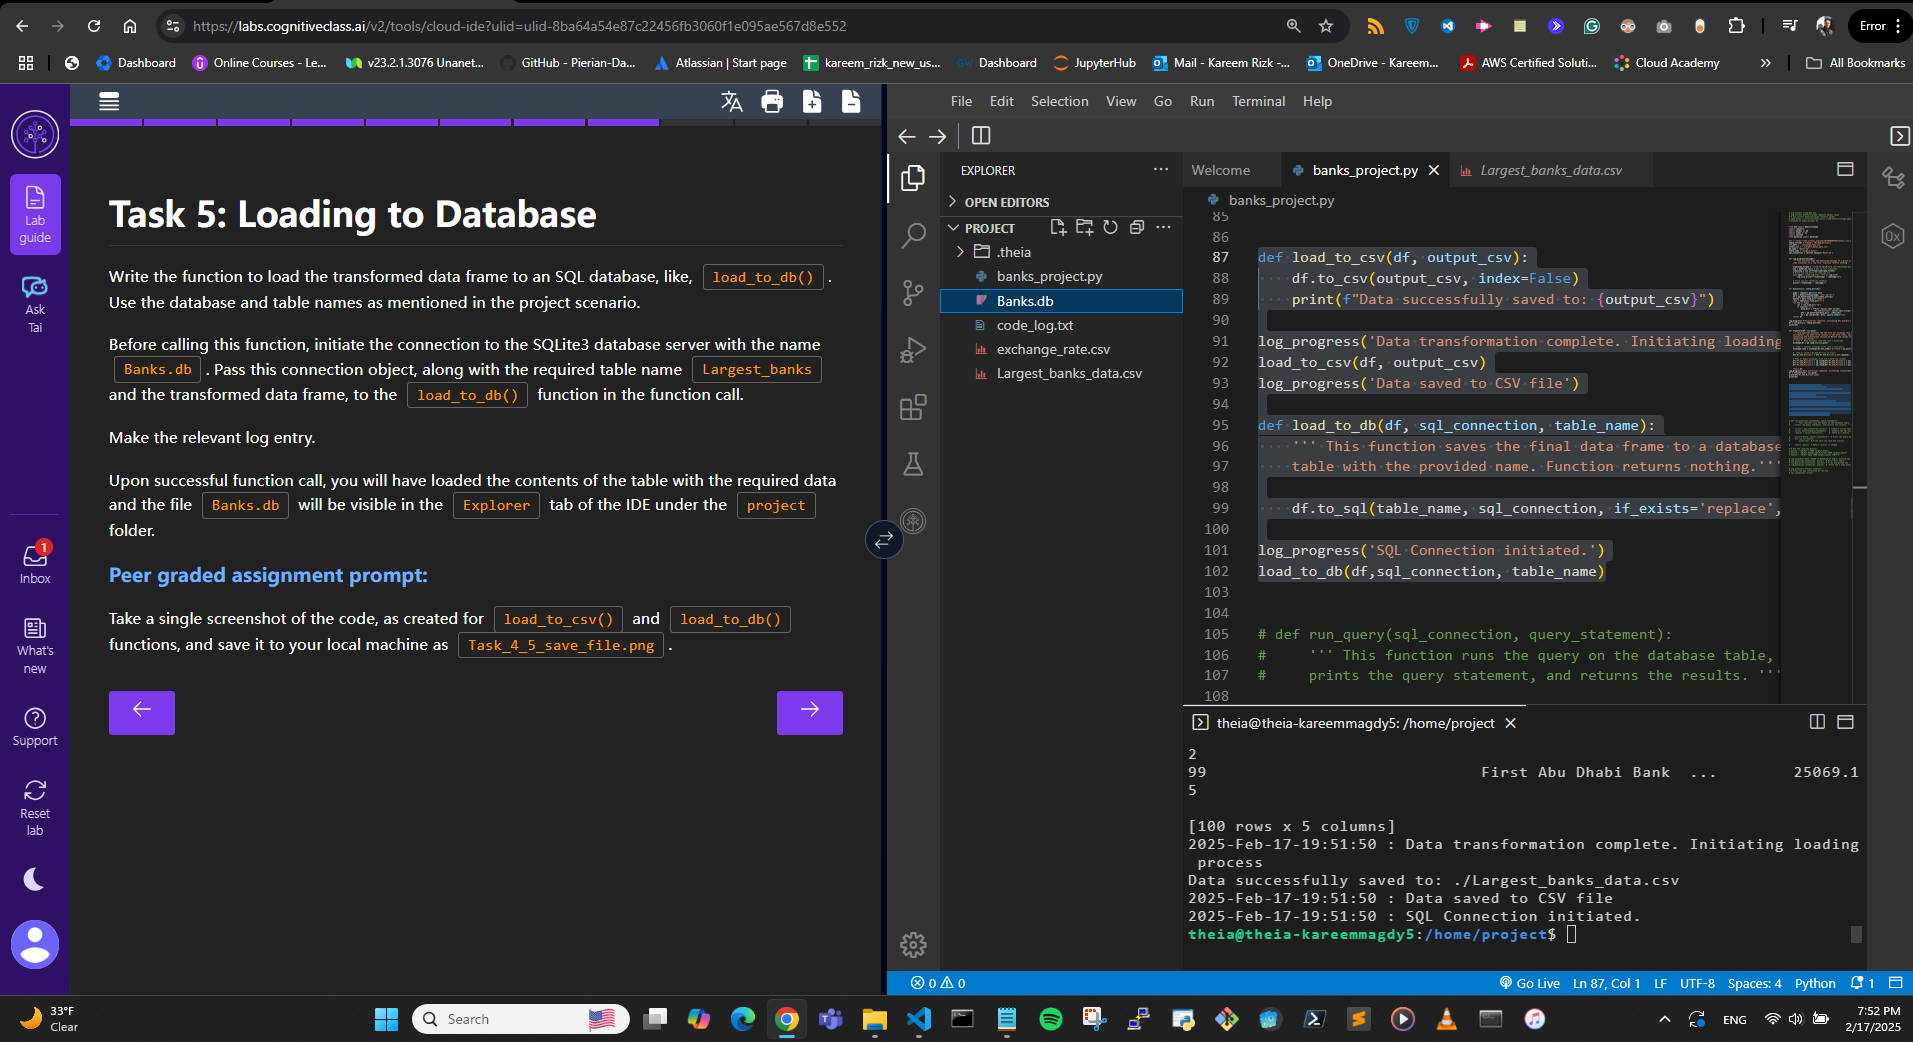 https://labs.cognitiveclass.ai/v2/tools/cloud-ide?ulid=ulid-8ba64a54e87c22456fb3060f1e095ae567d8e552
Error
Dashboard
Online Courses - Le...
v23.2.1.3076 Unanet...
GitHub - Pierian-Da...
Atlassian | Start page
kareem_rizk_new_us...
Dashboard
JupyterHub
Mail - Kareem Rizk -...
OneDrive - Kareem...
AWS Certified Soluti...
Cloud Academy
All Bookmarks
Lab
guide
Ask
Tai
1
Inbox
What's
new
Support
Reset
lab
Task 5: Loading to Database
Write the function to load the transformed data frame to an SQL database, like, load_to_db() .
Use the database and table names as mentioned in the project scenario.
Before calling this function, initiate the connection to the SQLite3 database server with the name
Banks.db . Pass this connection object, along with the required table name Largest_banks
and the transformed data frame, to the load_to_db() function in the function call.
Make the relevant log entry.
Upon successful function call, you will have loaded the contents of the table with the required data
and the file Banks.db will be visible in the Explorer tab of the IDE under the project
folder.
Peer graded assignment prompt:
Take a single screenshot of the code, as created for load_to_csv() and load_to_db()
functions, and save it to your local machine as Task_4_5_save_file.png .
File Edit Selection View Go Run Terminal Help
EXPLORER
OPEN EDITORS
PROJECT
.theia
banks_project.py
Banks.db
code_log.txt
exchange_rate.csv
Largest_banks_data.csv
Welcome
banks_project.py
Largest_banks_data.csv
banks_project.py
85
86
87 def load_to_csv(df, output_csv):
88 df.to_csv(output_csv, index=False)
89 print(f"Data successfully saved to: {output_csv}")
90
91 log_progress('Data transformation complete. Initiating loading
92 load_to_csv(df, output_csv)
93 log_progress('Data saved to CSV file')
94
95 def load_to_db(df, sql_connection, table_name):
96 ''' This function saves the final data frame to a database
97 table with the provided name. Function returns nothing.'''
98
99 df.to_sql(table_name, sql_connection, if_exists='replace',
100
101 log_progress('SQL Connection initiated.')
102 load_to_db(df,sql_connection, table_name)
103
104
105 # def run_query(sql_connection, query_statement):
106 # ''' This function runs the query on the database table,
107 # prints the query statement, and returns the results. '''
108
theia@theia-kareemmagdy5: /home/project
2
99 First Abu Dhabi Bank ... 25069.1
5
[100 rows x 5 columns]
2025-Feb-17-19:51:50 : Data transformation complete. Initiating loading
process
Data successfully saved to: ./Largest_banks_data.csv
2025-Feb-17-19:51:50 : Data saved to CSV file
2025-Feb-17-19:51:50 : SQL Connection initiated.
theia@theia-kareemmagdy5:/home/project$
0 0
Go Live Ln 87, Col 1 LF UTF-8 Spaces: 4 Python 1
33°F
Clear
Search
ENG
7:52 PM
2/17/2025